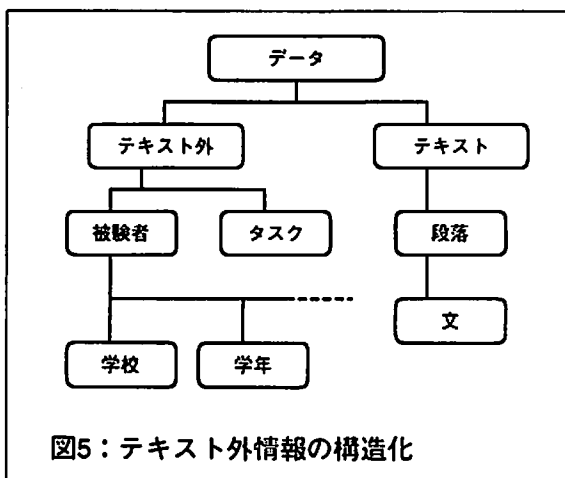 データ
テキスト外 テキスト
被験者 タスク 段落
文
学校 学年
図5：テキスト外情報の構造化